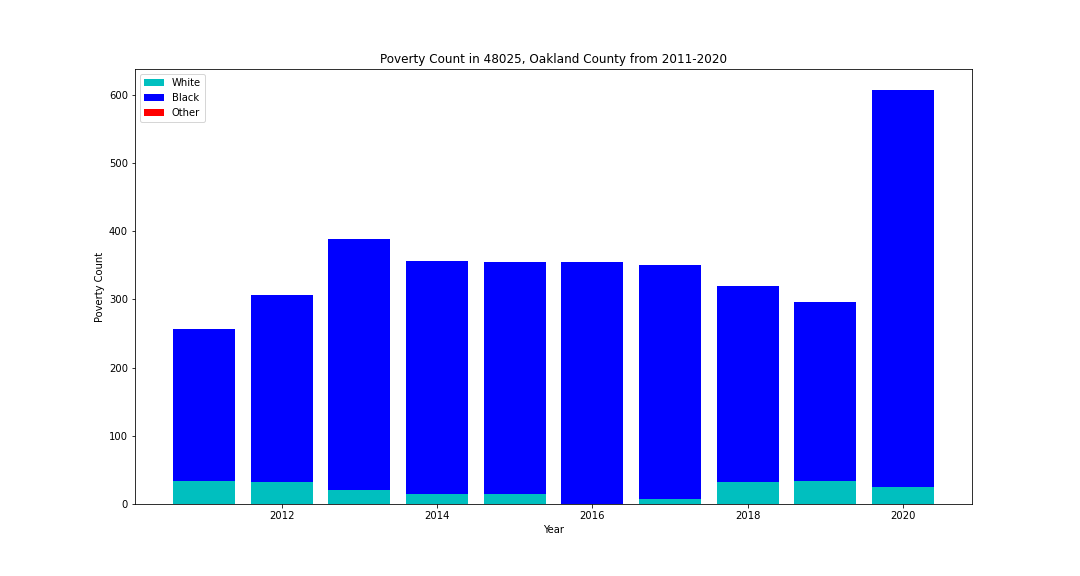 Poverty Count in 48025, Oakland County from 2011-2020
White
Black
Other
600
500
400
300
200
100
0
Poverty Count
2012 2014 2016 2018 2020
Year